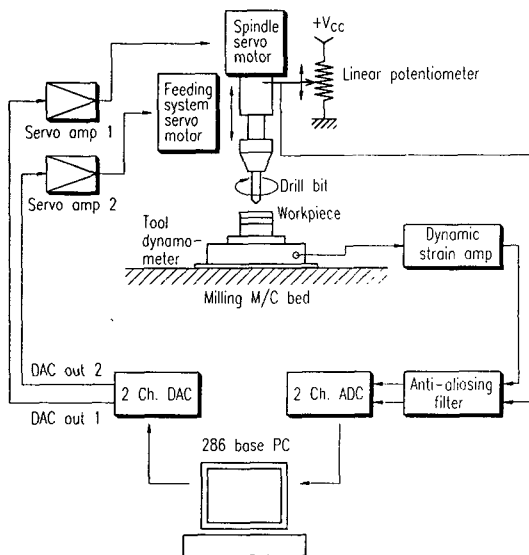 Spindle
servo
motor
+Vcc
Linear potentiometer
Feeding
system
servo
motor
Servo amp 1
Servo amp 2
Drill bit
Workpiece
Tool
dynamo-
meter
Dynamic
strain amp
Milling M/C bed
DAC out 2
DAC out 1
2 Ch. DAC
2 Ch. ADC
Anti-aliasing
filter
286 base PC